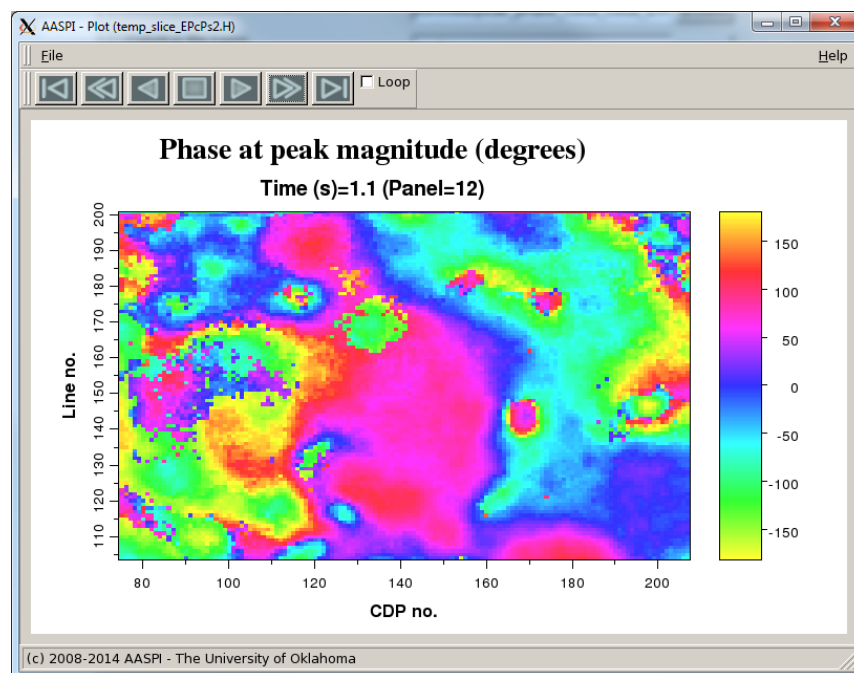 AASPI - Plot (temp_slice_EPcPs2.H)
File Help
Loop
Phase at peak magnitude (degrees)
Time (s)=1.1 (Panel=12)
200
190
180
170
160
150
140
130
120
110
Line no.
80 100 120 140 160 180 200
CDP no.
150
100
50
0
-50
-100
-150
(c) 2008-2014 AASPI - The University of Oklahoma